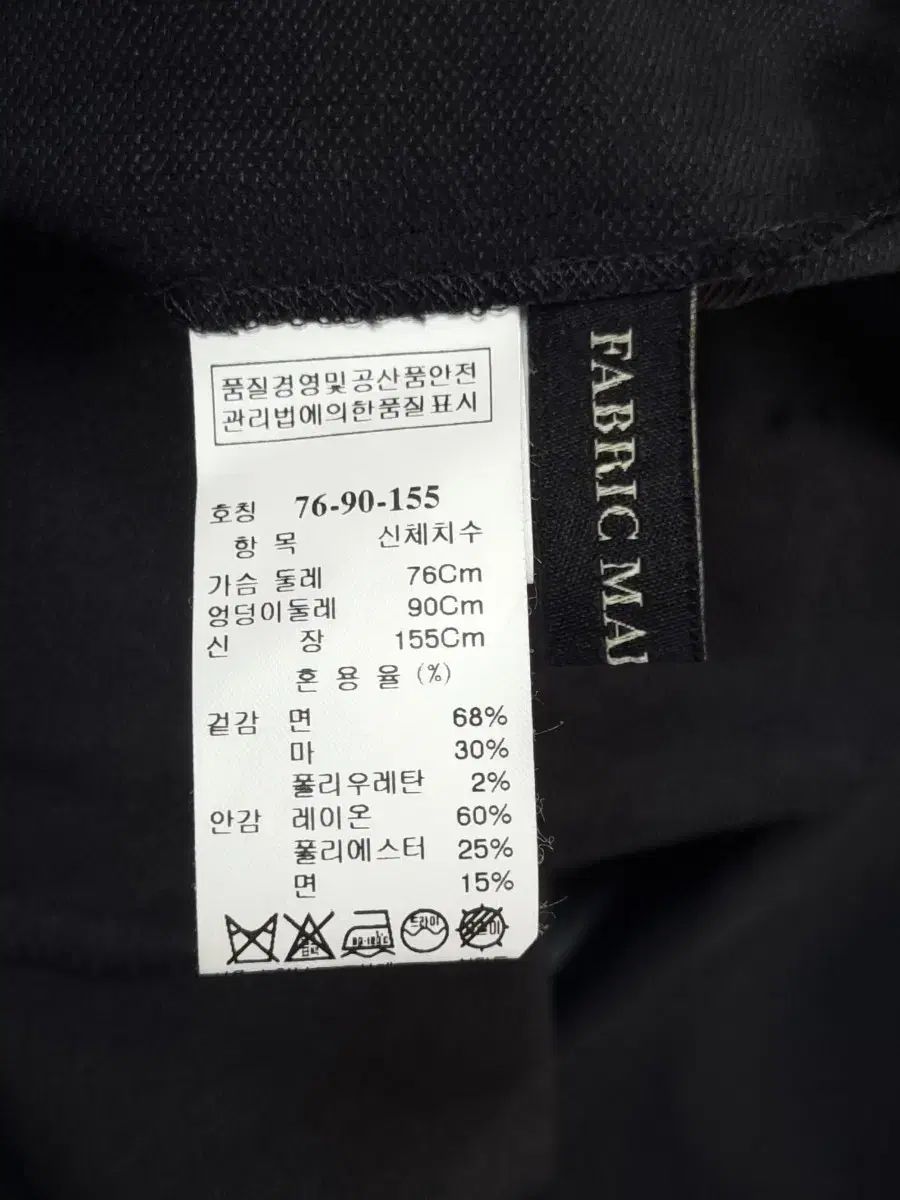 품질경영및공산품안전
관리법에의한품질표시
호칭 76-90-155
항 목 신체치수
가슴 둘레 76Cm
엉덩이둘레 90Cm
신 장 155Cm
혼 용 율 (%)
겉감 면 68%
마 30%
폴리우레탄 2%
안감 레이온 60%
폴리에스터 25%
면 15%
드라이
FABRIC